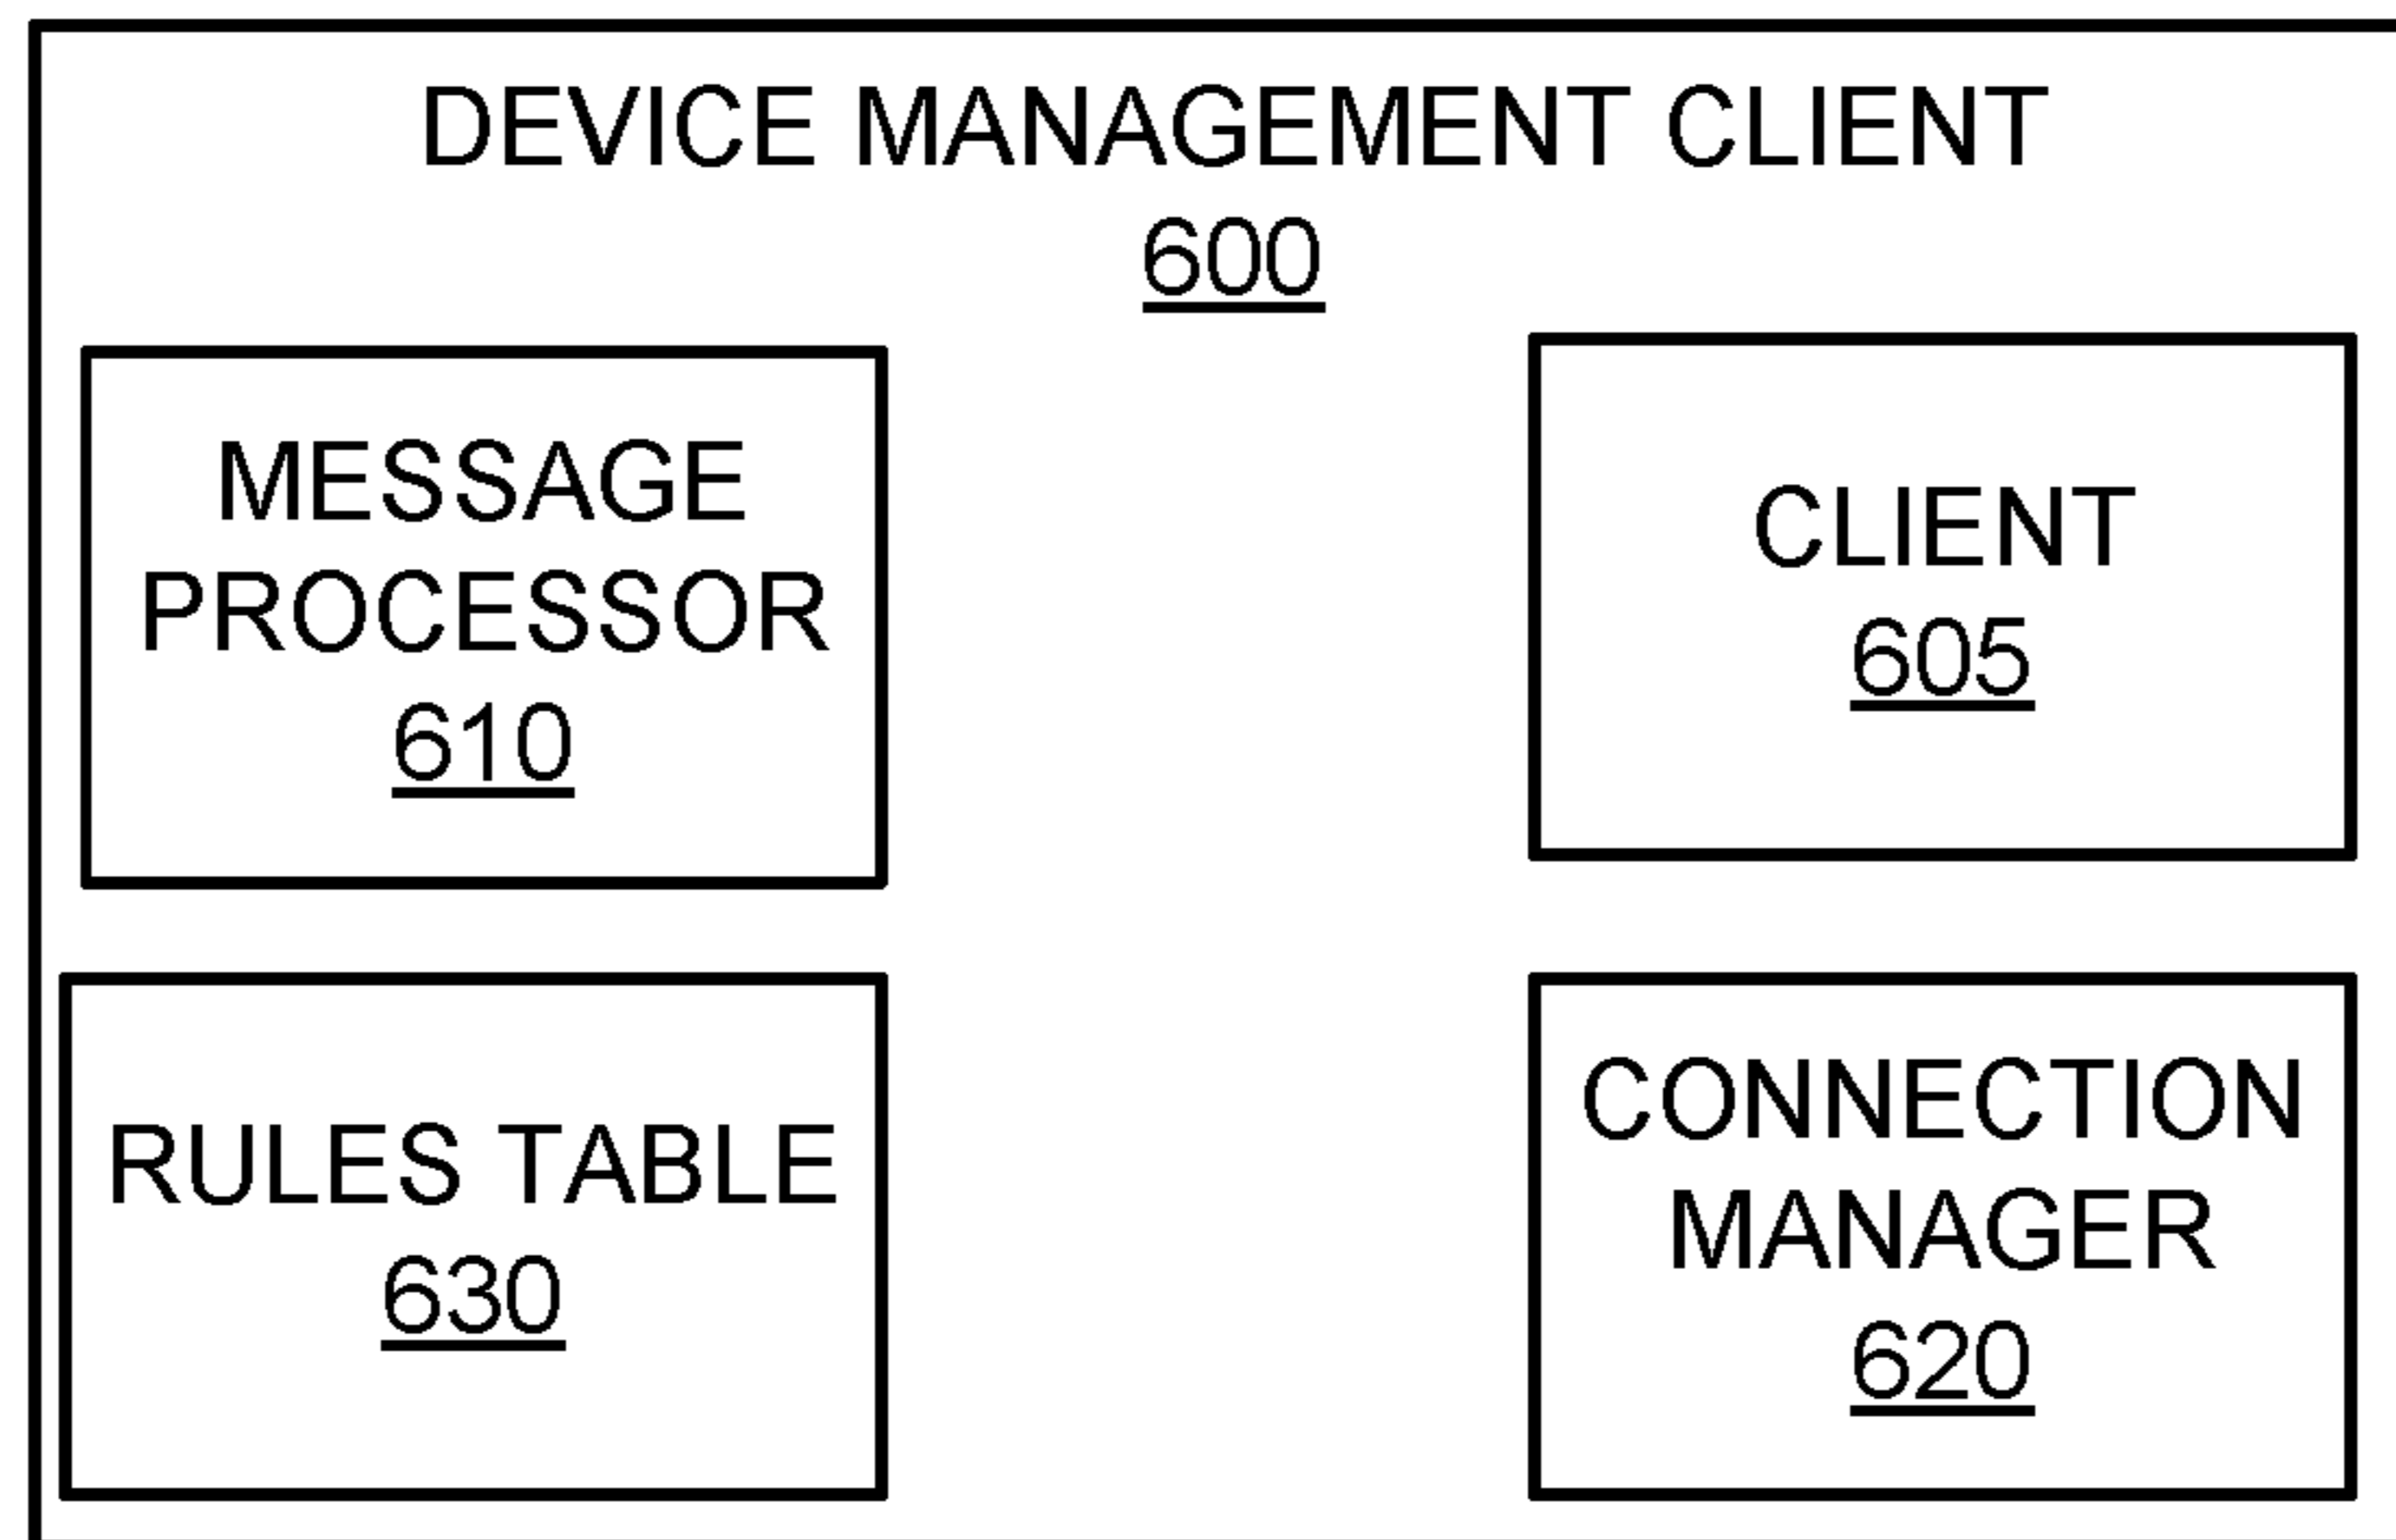 DEVICE MANAGEMENT CLIENT
600
MESSAGE
PROCESSOR
610
CLIENT
605
RULES TABLE
630
CONNECTION
MANAGER
620